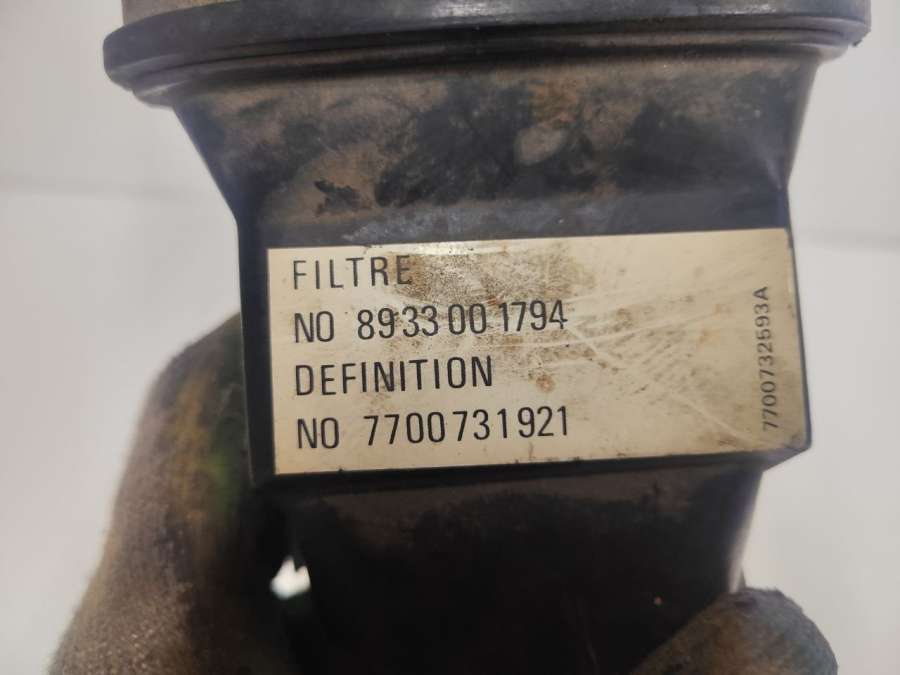 FILTRE
NO 8933 00 1794
DEFINITION
NO 7700731921
7700732593A